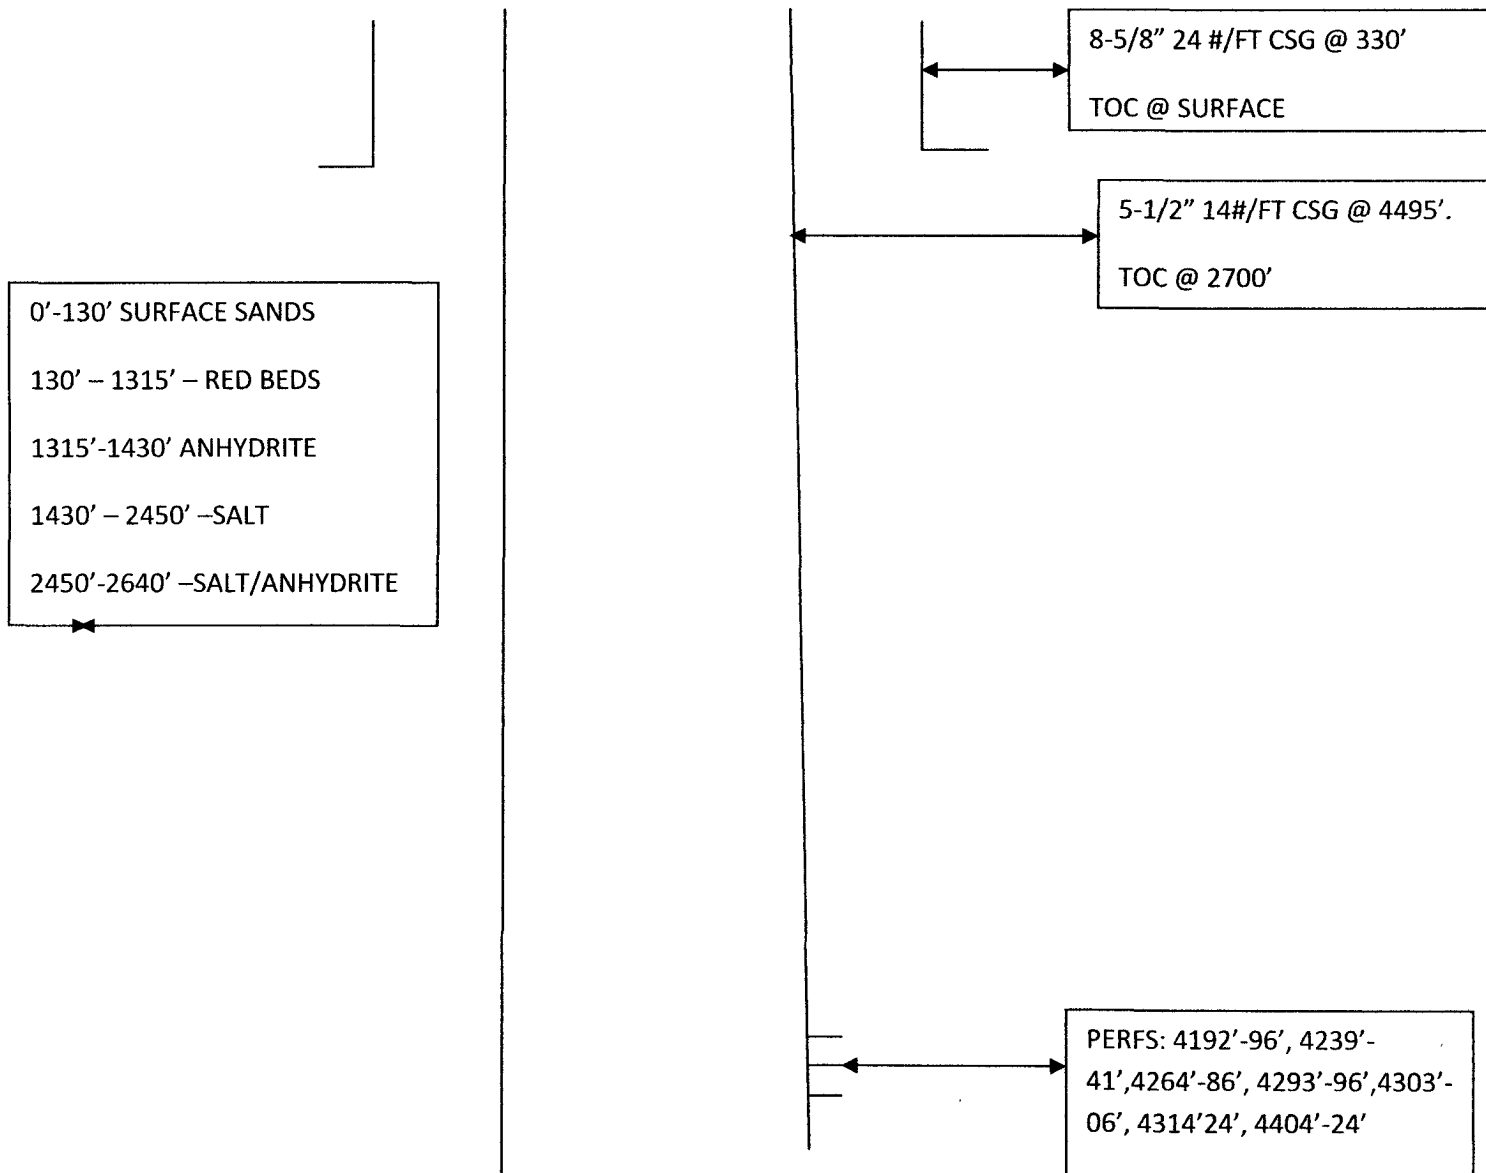 8-5/8” 24 #/FT CSG @ 330’
TOC @ SURFACE
5-1/2” 14#/FT CSG @ 4495’.
TOC @ 2700’
0’-130’ SURFACE SANDS
130’ – 1315’ – RED BEDS
1315’-1430’ ANHYDRITE
1430’ – 2450’ –SALT
2450’-2640’ –SALT/ANHYDRITE
PERFS: 4192’-96’, 4239’-
41’,4264’-86’, 4293’-96’,4303’-
06’, 4314’24’, 4404’-24’